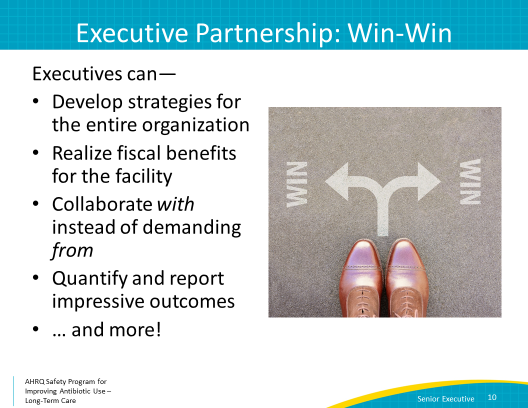 Executive Partnership: Win-Win
Executives can—
• Develop strategies for
the entire organization
• Realize fiscal benefits
for the facility
• Collaborate with
instead of demanding
from
• Quantify and report
impressive outcomes
• … and more!
WIN
WIN
AHRQ Safety Program for
Improving Antibiotic Use –
Long-Term Care
Senior Executive 10